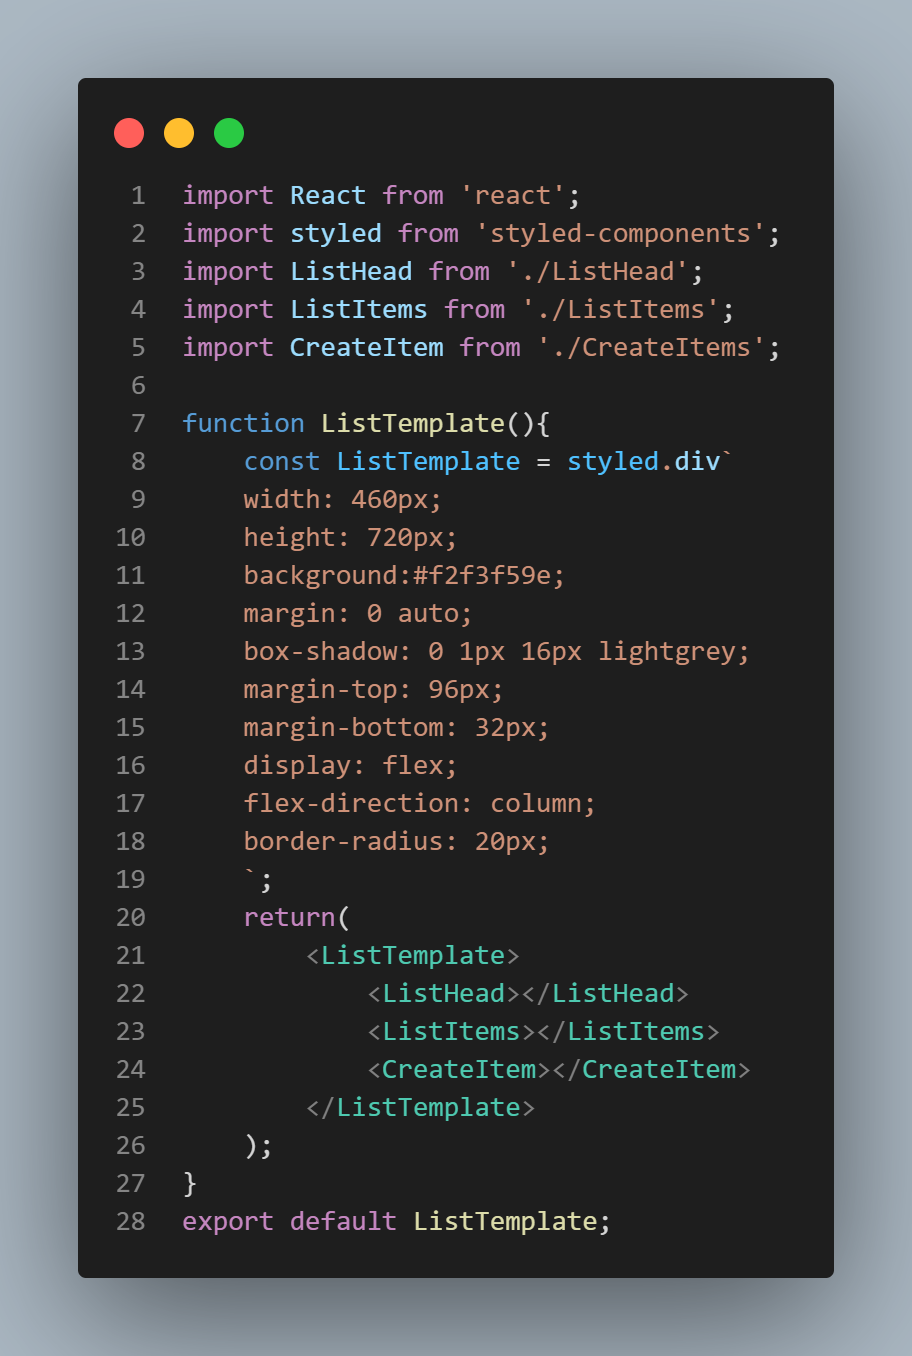 1 import React from 'react';
2 import styled from 'styled-components';
3 import ListHead from './ListHead';
4 import ListItems from './ListItems';
5 import CreateItem from './CreateItems';
6
7 function ListTemplate(){
8     const ListTemplate = styled.div`
9     width: 460px;
10     height: 720px;
11     background:#f2f3f59e;
12     margin: 0 auto;
13     box-shadow: 0 1px 16px lightgrey;
14     margin-top: 96px;
15     margin-bottom: 32px;
16     display: flex;
17     flex-direction: column;
18     border-radius: 20px;
19     `;
20     return(
21         <ListTemplate>
22             <ListHead></ListHead>
23             <ListItems></ListItems>
24             <CreateItem></CreateItem>
25         </ListTemplate>
26     );
27 }
28 export default ListTemplate;